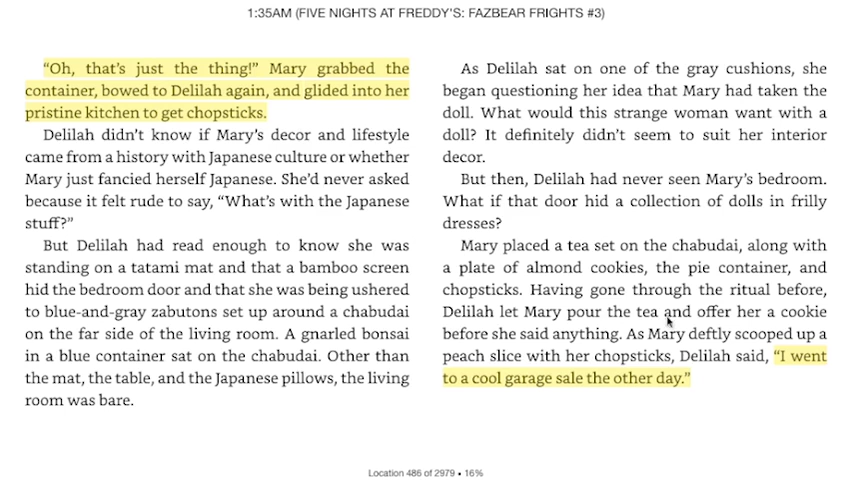 1:35AM (FIVE NIGHTS AT FREDDY'S: FAZBEAR FRIGHTS #3)
“Oh, that’s just the thing!” Mary grabbed the
container, bowed to Delilah again, and glided into her
pristine kitchen to get chopsticks.
Delilah didn’t know if Mary’s decor and lifestyle
came from a history with Japanese culture or whether
Mary just fancied herself Japanese. She’d never asked
because it felt rude to say, “What’s with the Japanese
stuff?”
But Delilah had read enough to know she was
standing on a tatami mat and that a bamboo screen
hid the bedroom door and that she was being ushered
to blue-and-gray zabutons set up around a chabudai
on the far side of the living room. A gnarled bonsai
in a blue container sat on the chabudai. Other than
the mat, the table, and the Japanese pillows, the living
room was bare.
As Delilah sat on one of the gray cushions, she
began questioning her idea that Mary had taken the
doll. What would this strange woman want with a
doll? It definitely didn’t seem to suit her interior
decor.
But then, Delilah had never seen Mary’s bedroom.
What if that door hid a collection of dolls in frilly
dresses?
Mary placed a tea set on the chabudai, along with
a plate of almond cookies, the pie container, and
chopsticks. Having gone through the ritual before,
Delilah let Mary pour the tea and offer her a cookie
before she said anything. As Mary deftly scooped up a
peach slice with her chopsticks, Delilah said, “I went
to a cool garage sale the other day.”
Location 486 of 2979 • 16%